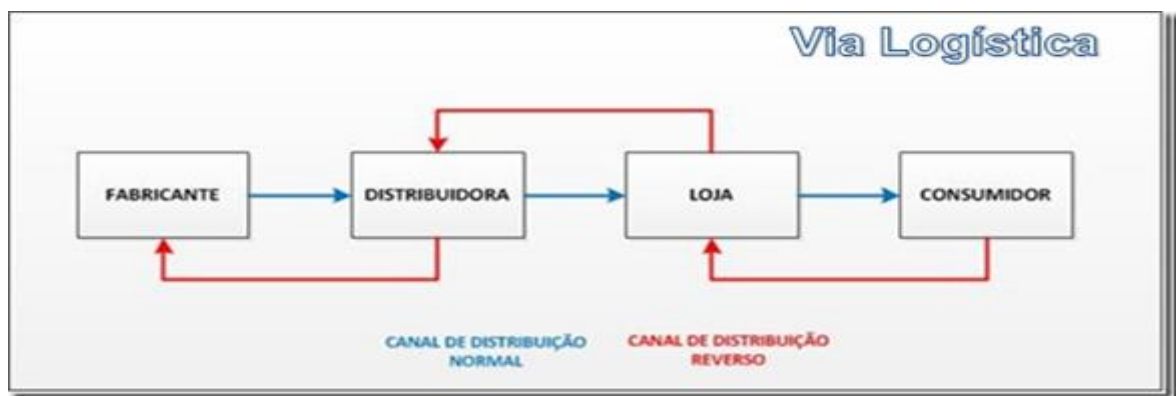 Via Logística
FABRICANTE
DISTRIBUIDORA
LOJA
CONSUMIDOR
CANAL DE DISTRIBUIÇÃO
NORMAL
CANAL DE DISTRIBUIÇÃO
REVERSO